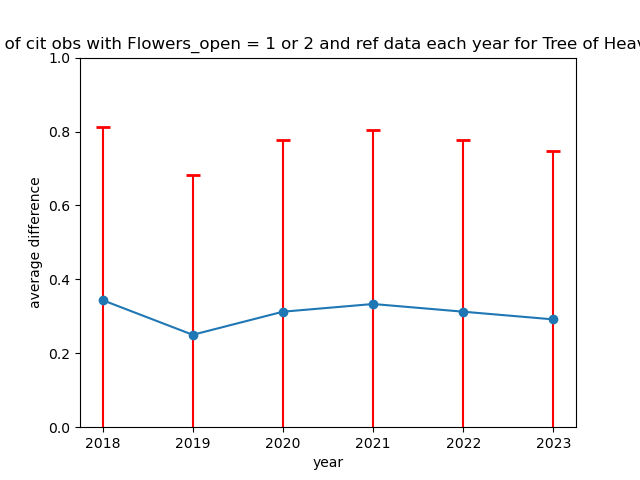 of cit obs with Flowers_open = 1 or 2 and ref data each year for Tree of
1.0
0.8
0.6
0.4
0.2
0.0
average difference
2018 2019 2020 2021 2022 2023
year